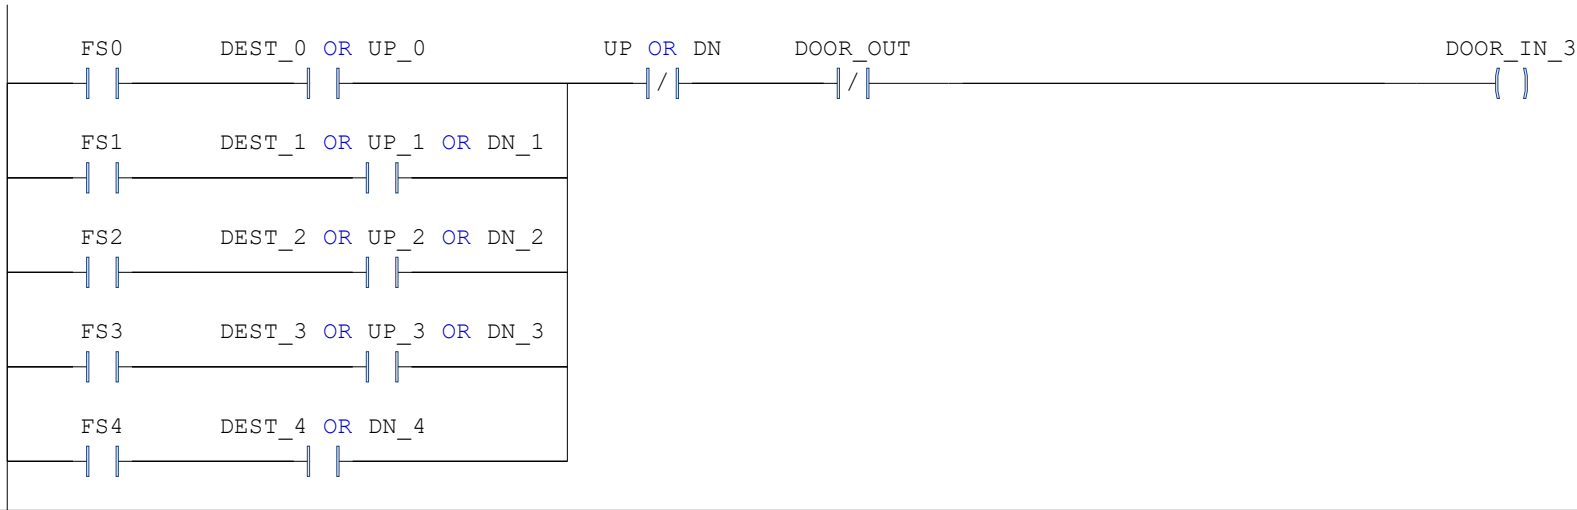 FS0 DEST_0 OR UP_0 UP OR DN DOOR_OUT DOOR_IN_3
/ /
FS1 DEST_1 OR UP_1 OR DN_1
FS2 DEST_2 OR UP_2 OR DN_2
FS3 DEST_3 OR UP_3 OR DN_3
FS4 DEST_4 OR DN_4